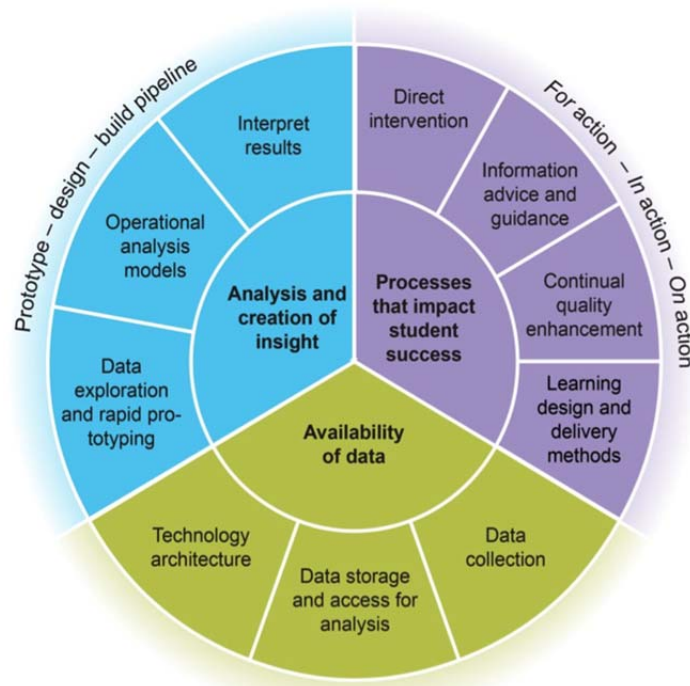 Prototype – design – build pipeline
For action – In action – On action
Interpret
results
Operational
analysis
models
Data
exploration
and rapid pro-
totyping
Analysis and
creation of
insight
Direct
intervention
Information
advice and
guidance
Continual
quality
enhancement
Learning
design and
delivery
methods
Processes
that impact
student
success
Availability
of data
Technology
architecture
Data storage
and access for
analysis
Data
collection